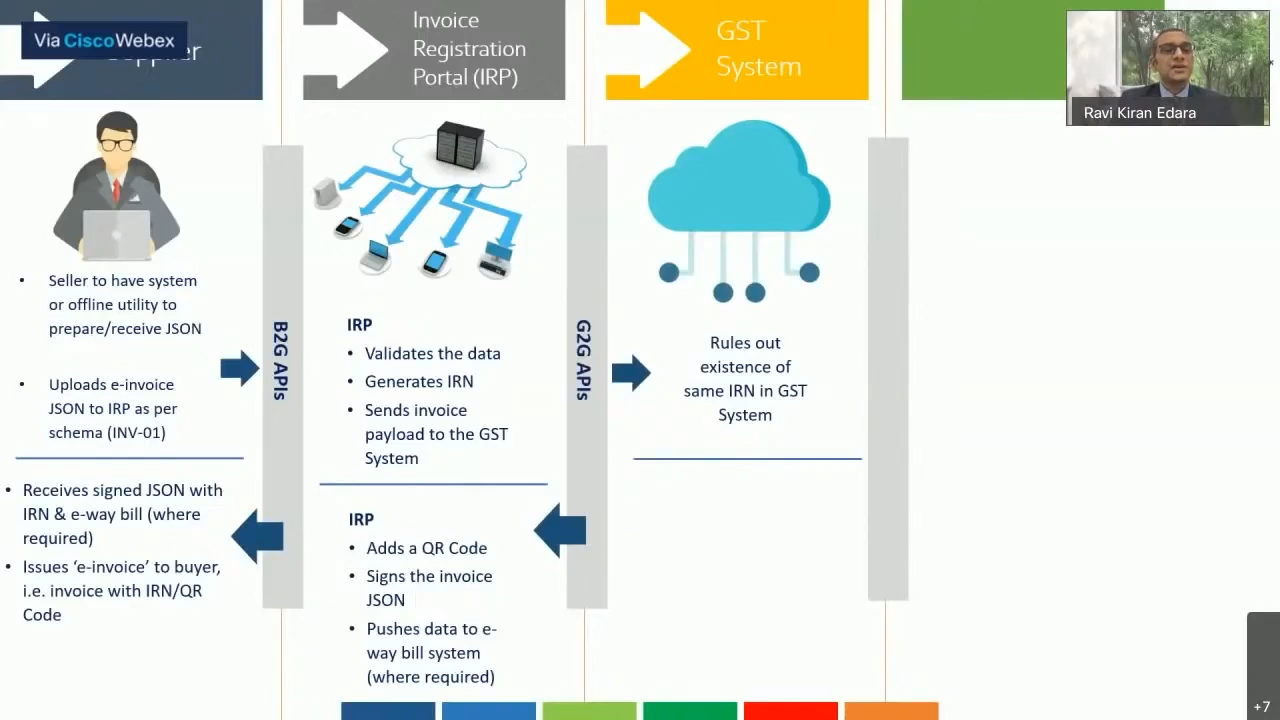 Via Cisco Webex
Supplier
Invoice
Registration
Portal (IRP)
GST
System
Ravi Kiran Edara
• Seller to have system
or offline utility to
prepare/receive JSON
• Uploads e-invoice
JSON to IRP as per
schema (INV-01)
• Receives signed JSON with
IRN & e-way bill (where
required)
• Issues ‘e-invoice’ to buyer,
i.e. invoice with IRN/QR
Code
B2G APIs
IRP
• Validates the data
• Generates IRN
• Sends invoice
payload to the GST
System
IRP
• Adds a QR Code
• Signs the invoice
JSON
• Pushes data to e-
way bill system
(where required)
G2G APIs
Rules out
existence of
same IRN in GST
System
+7